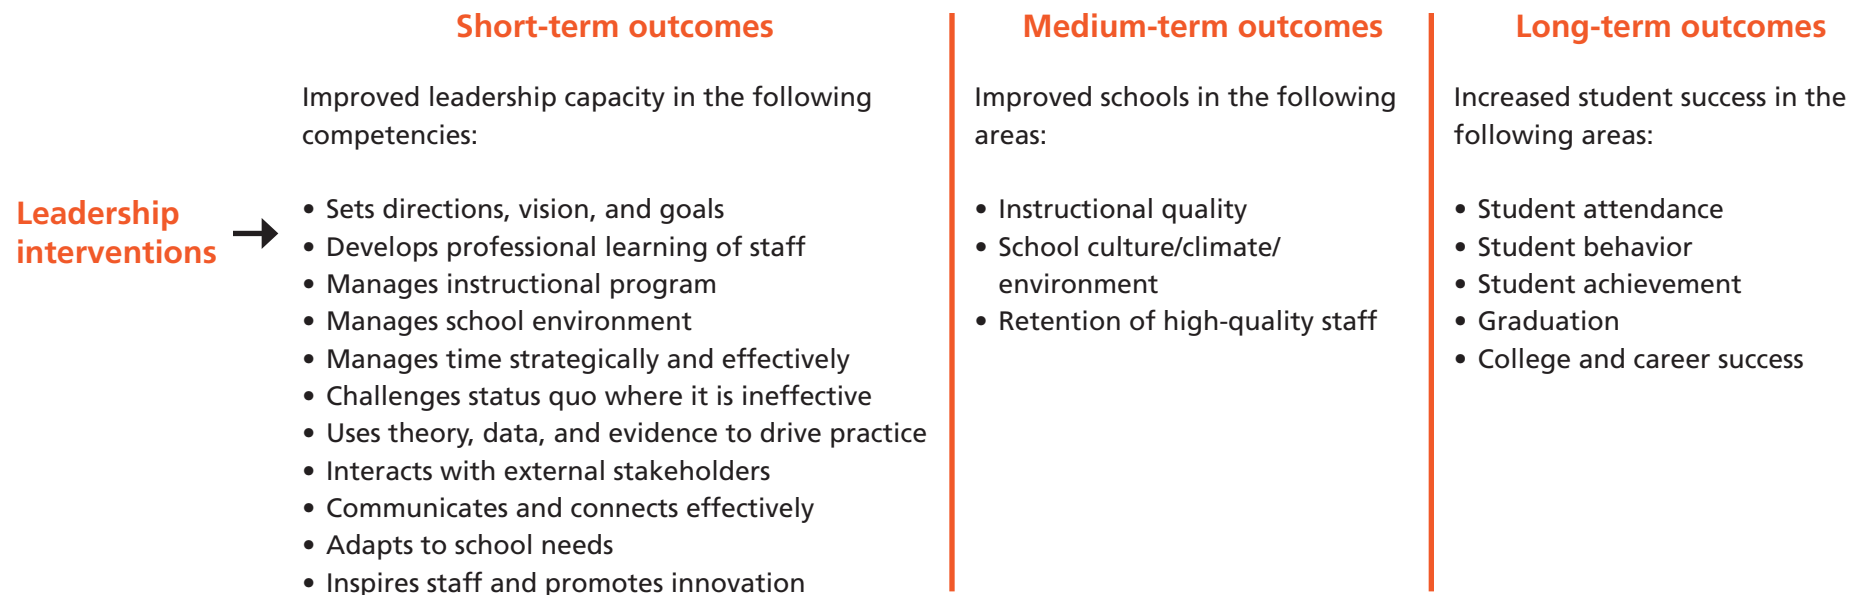 Leadership
interventions
Short-term outcomes
Improved leadership capacity in the following
competencies:
• Sets directions, vision, and goals
• Develops professional learning of staff
• Manages instructional program
• Manages school environment
• Manages time strategically and effectively
• Challenges status quo where it is ineffective
• Uses theory, data, and evidence to drive practice
• Interacts with external stakeholders
• Communicates and connects effectively
• Adapts to school needs
• Inspires staff and promotes innovation
Medium-term outcomes
Improved schools in the following
areas:
• Instructional quality
• School culture/climate/
environment
• Retention of high-quality staff
Long-term outcomes
Increased student success in the
following areas:
• Student attendance
• Student behavior
• Student achievement
• Graduation
• College and career success